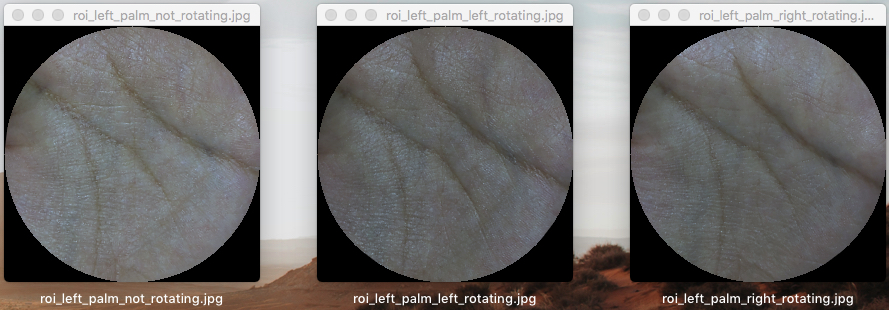 roi_left_palm_not_rotating.jpg
roi_left_palm_left_rotating.jpg
roi_left_palm_right_rotating.j...
roi_left_palm_not_rotating.jpg
roi_left_palm_left_rotating.jpg
roi_left_palm_right_rotating.jpg